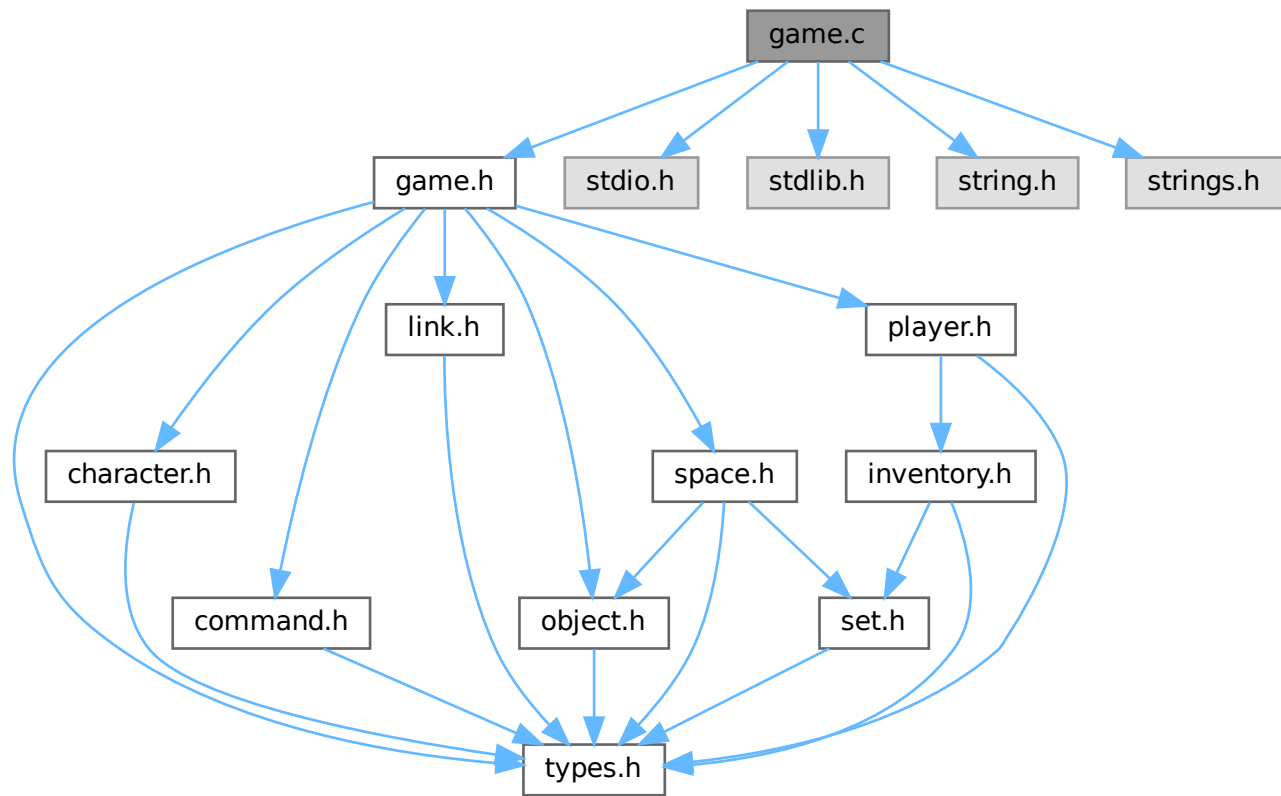 game.c
game.h
stdio.h
stdlib.h
string.h
strings.h
link.h
player.h
character.h
space.h
inventory.h
command.h
object.h
set.h
types.h